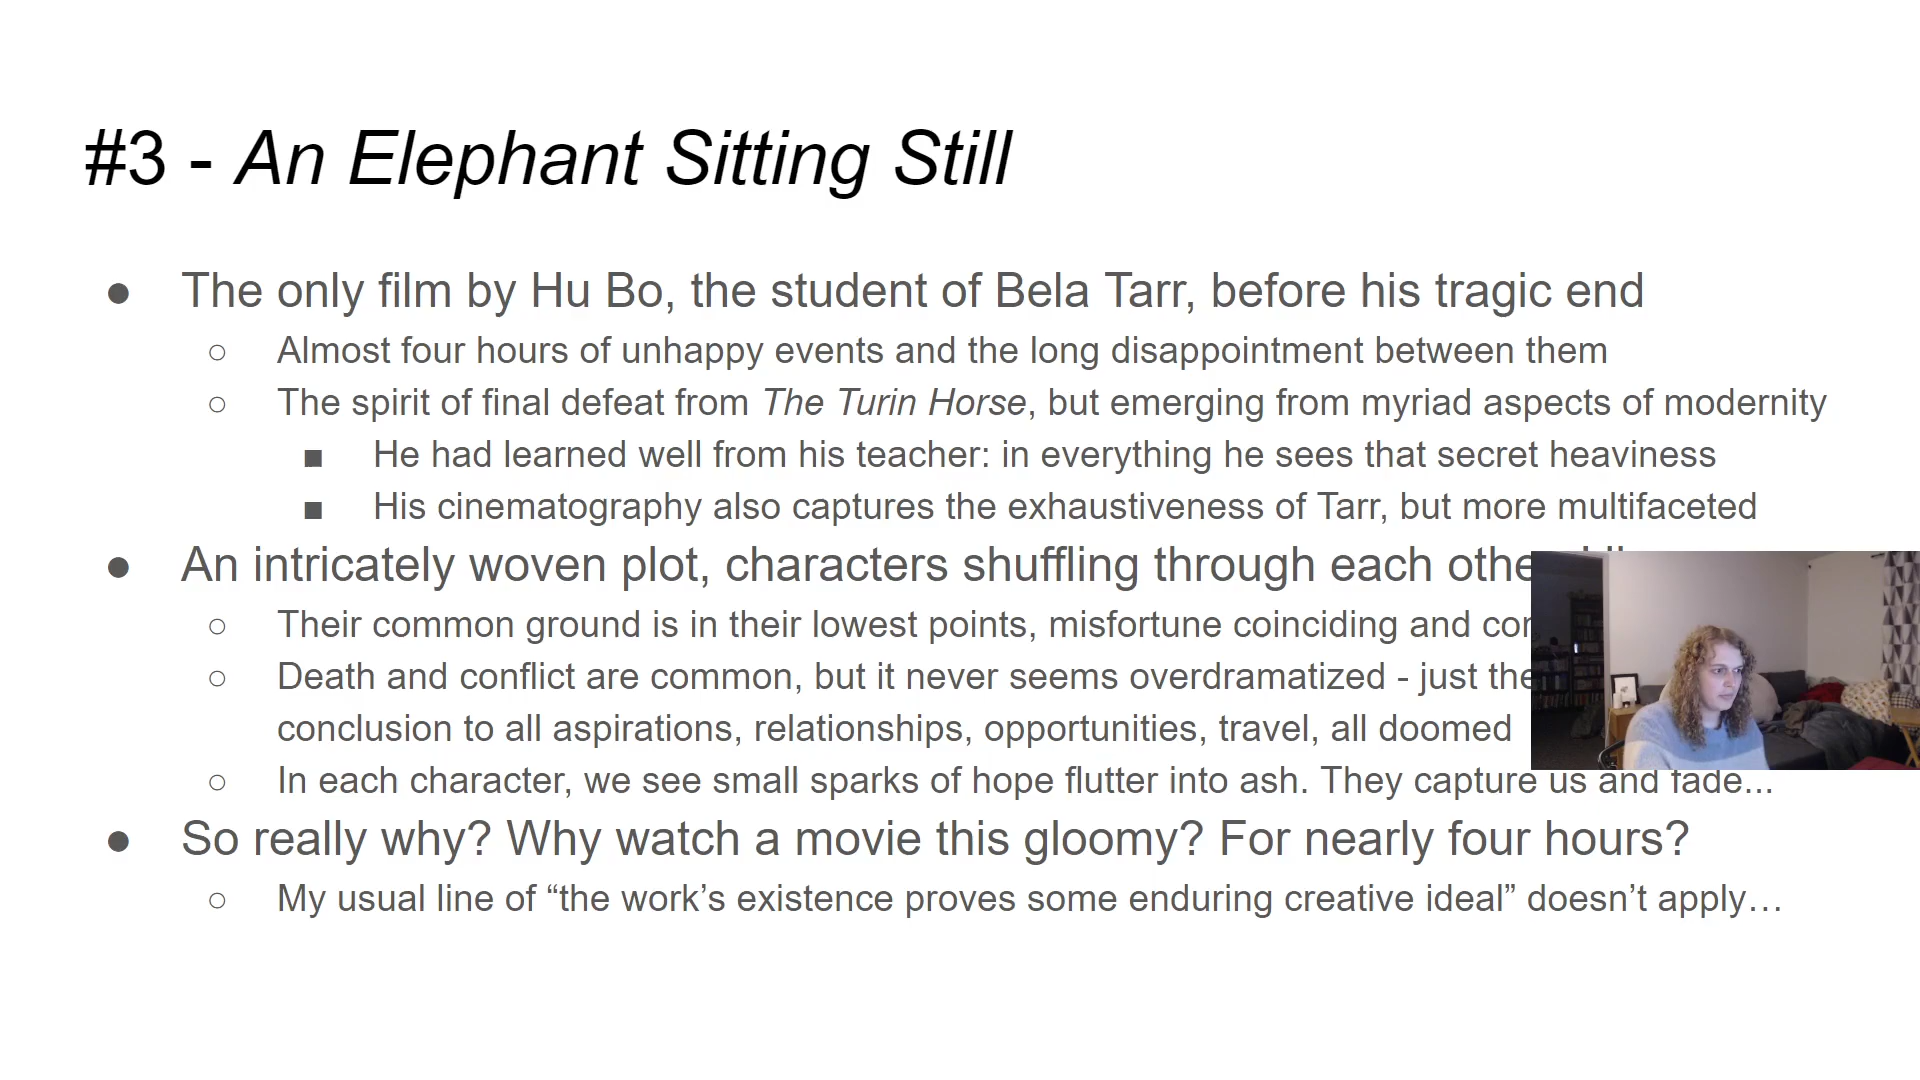 #3 - An Elephant Sitting Still
● The only film by Hu Bo, the student of Bela Tarr, before his tragic end
○ Almost four hours of unhappy events and the long disappointment between them
○ The spirit of final defeat from The Turin Horse, but emerging from myriad aspects of modernity
■ He had learned well from his teacher: in everything he sees that secret heaviness
■ His cinematography also captures the exhaustiveness of Tarr, but more multifaceted
● An intricately woven plot, characters shuffling through each
○ Their common ground is in their lowest points, misfortune coinciding and
○ Death and conflict are common, but it never seems overdramatized - just
conclusion to all aspirations, relationships, opportunities, travel, all doomed
○ In each character, we see small sparks of hope flutter into ash. They capture us and fade...
● So really why? Why watch a movie this gloomy? For nearly four hours?
○ My usual line of “the work’s existence proves some enduring creative ideal” doesn’t apply…